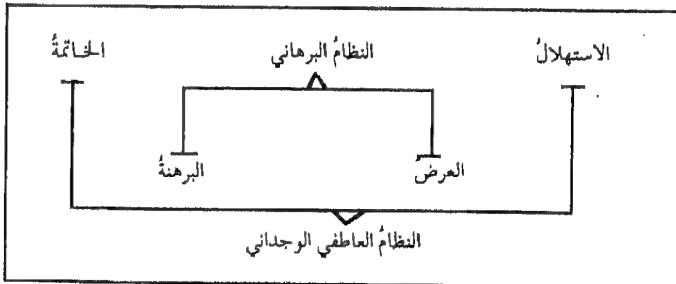 الاستهلالُ
النظامُ البرهاني
الخاتمةُ
العرضُ
البرهنةُ
النظامُ العاطفي الوجداني